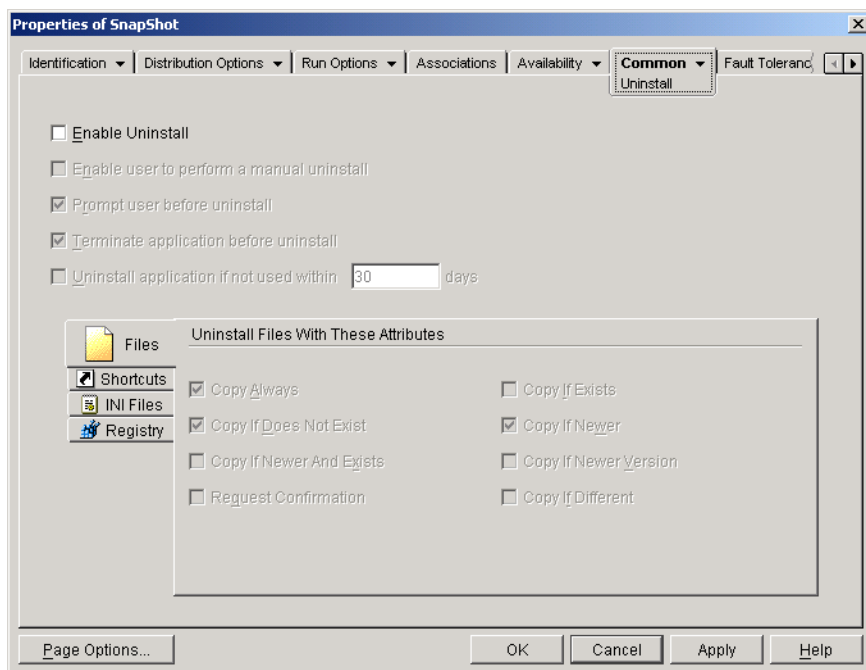 Properties of SnapShot
Identification
Distribution Options
Run Options
Associations
Availability
Common
Fault Toleranc
Uninstall
Enable Uninstall
Enable user to perform a manual uninstall
Prompt user before uninstall
Terminate application before uninstall
Uninstall application if not used within 30 days
Files
Shortcuts
INI Files
Registry
Uninstall Files With These Attributes
Copy Always
Copy If Exists
Copy If Does Not Exist
Copy If Newer
Copy If Newer And Exists
Copy If Newer Version
Request Confirmation
Copy If Different
Page Options...
OK
Cancel
Apply
Help